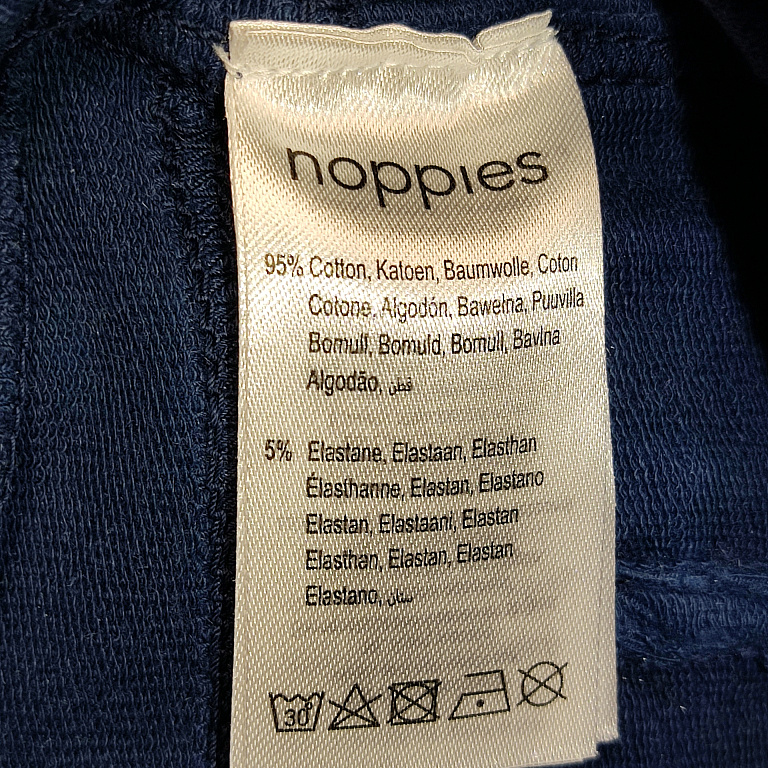 noppies
95% Cotton, Katoen, Baumwolle, Coton
Cotone, Algodón, Bawełna, Puuvilla
Bomull, Bomuld, Bomull, Bavlna
Algodão, قطن
5% Elastane, Elastaan, Elasthan
Élasthanne, Elastan, Elastano
Elastan, Elastaani, Elastan
Elasthan, Elastan, Elastan
Elastano,
30